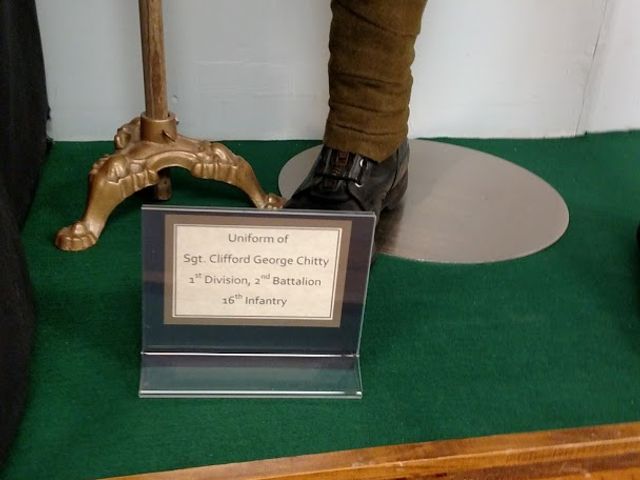 Uniform of
Sgt. Clifford George Chitty
1st Division, 2nd Battalion
16th Infantry